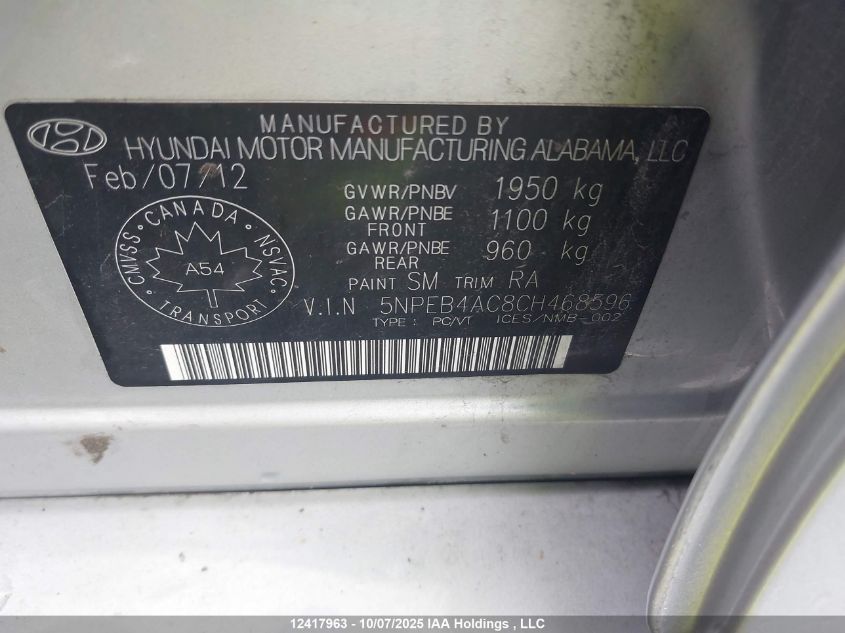 MANUFACTURED BY
HYUNDAI MOTOR MANUFACTURING ALABAMA, LLC
Feb/07/12
GVWR/PNBV 1950 kg
GAWR/PNBE FRONT 1100 kg
GAWR/PNBE REAR 960 kg
PAINT SM TRIM RA
V.I.N 5NPEB4AC8CH468596
TYPE : PC/VT ICES/NMB-002
CANADA
CMVSS
NSVAC
A54
TRANSPORT
12417963 - 10/07/2025 IAA Holdings , LLC